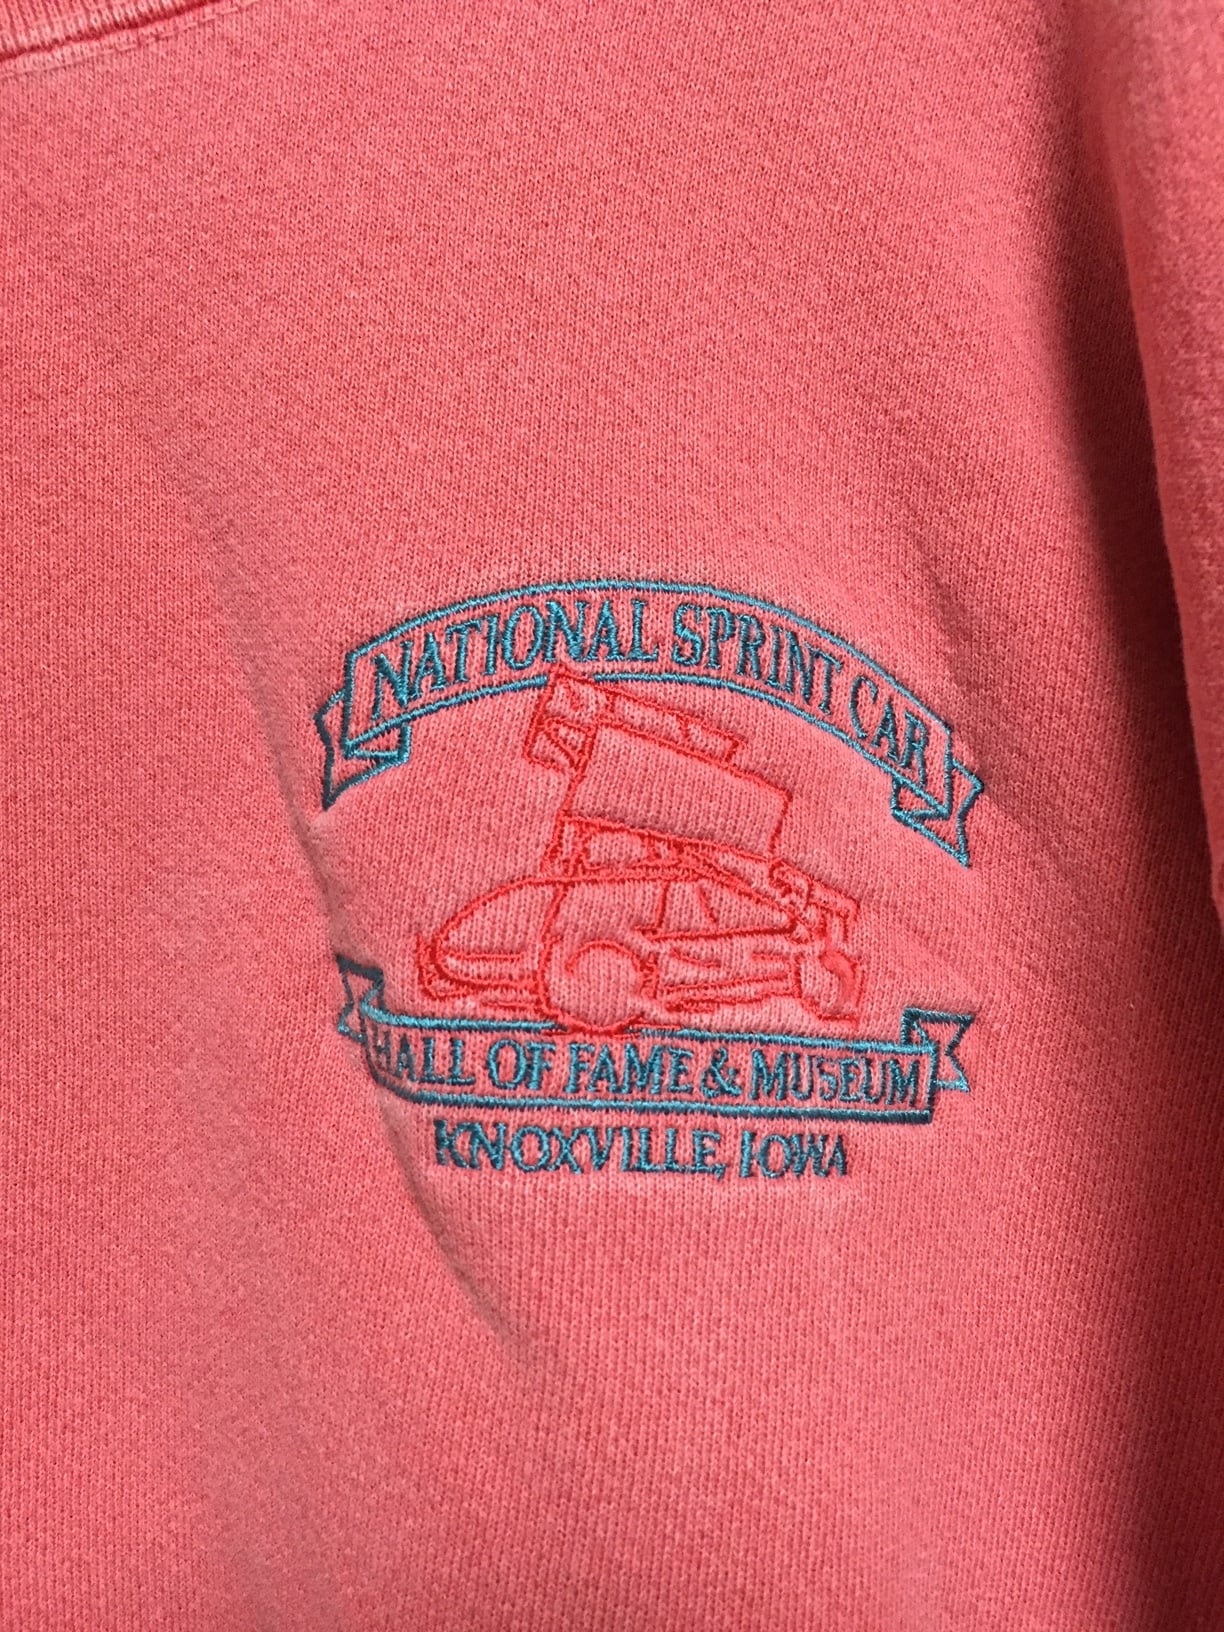 NATIONAL SPRINT CAR
HALL OF FAME & MUSEUM
KNOXVILLE, IOWA